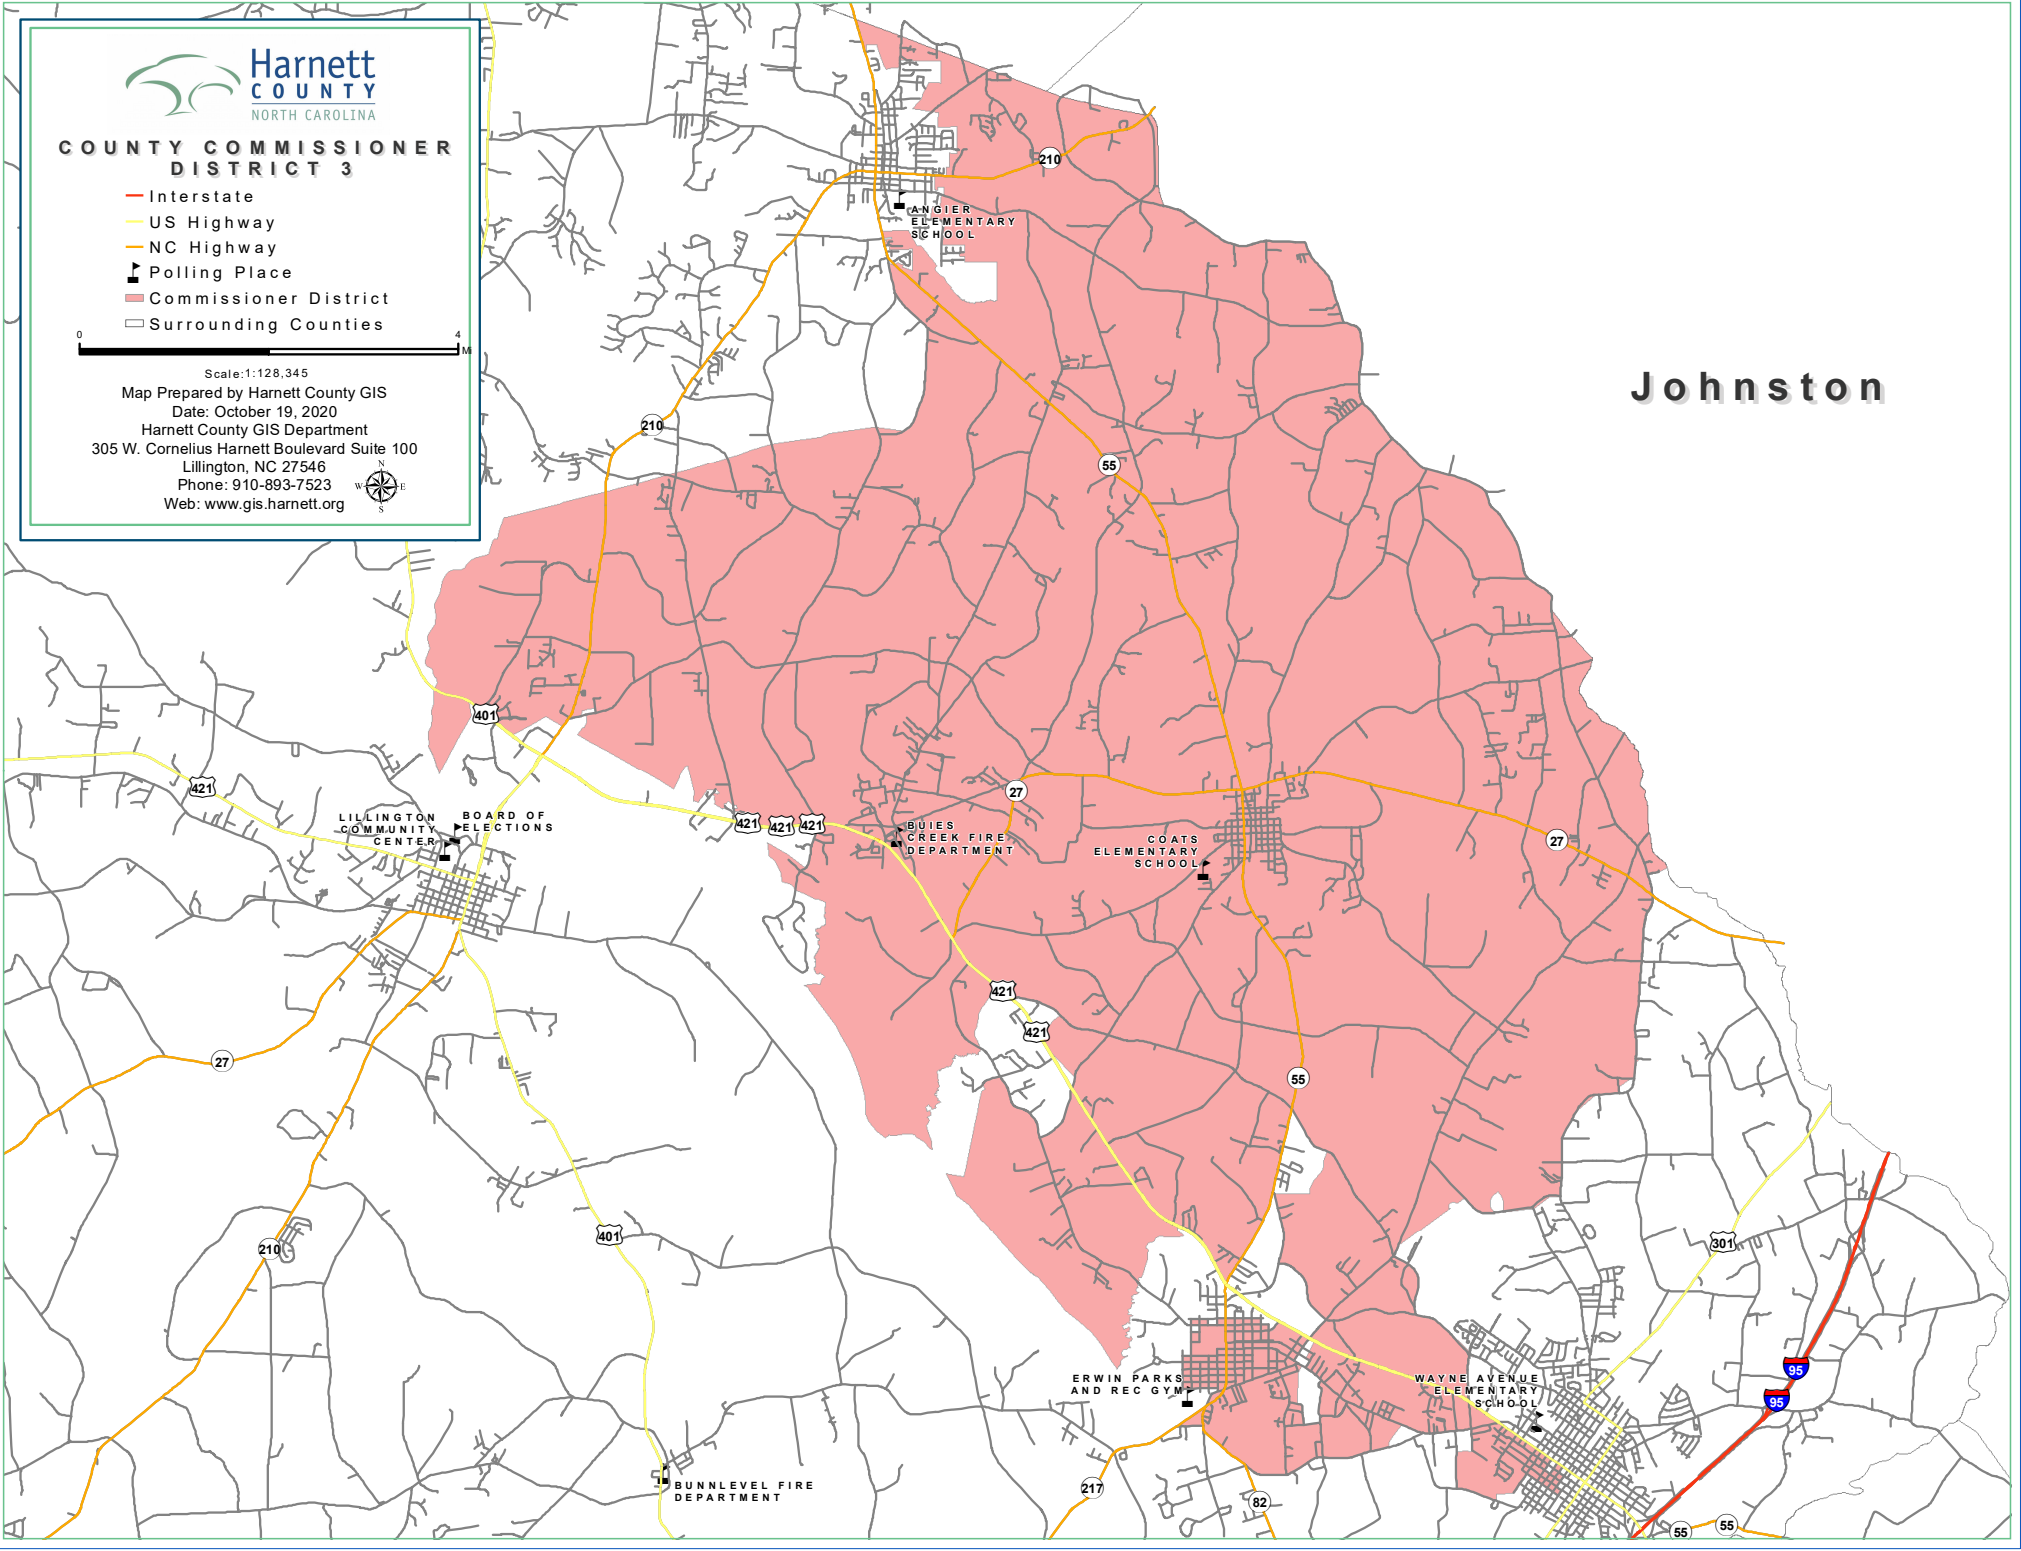 Harnett
COUNTY
NORTH CAROLINA
COUNTY COMMISSIONER
DISTRICT 3
Interstate
US Highway
NC Highway
Polling Place
Commissioner District
Surrounding Counties
0 4
Mi
Scale:1:128,345
Map Prepared by Harnett County GIS
Date: October 19, 2020
Harnett County GIS Department
305 W. Cornelius Harnett Boulevard Suite 100
Lillington, NC 27546
Phone: 910-893-7523
Web: www.gis.harnett.org
N
W E
S
210
ANGIER
ELEMENTARY
SCHOOL
Johnston
210
55
401
421
27
421 421 421
LILLINGTON
COMMUNITY
CENTER
BOARD OF
ELECTIONS
BUIES
CREEK FIRE
DEPARTMENT
COATS
ELEMENTARY
SCHOOL
27
421
421
27
55
401
210
301
95
95
ERWIN PARKS
AND REC GYM
WAYNE AVENUE
ELEMENTARY
SCHOOL
BUNNLEVEL FIRE
DEPARTMENT
217
82
55
55